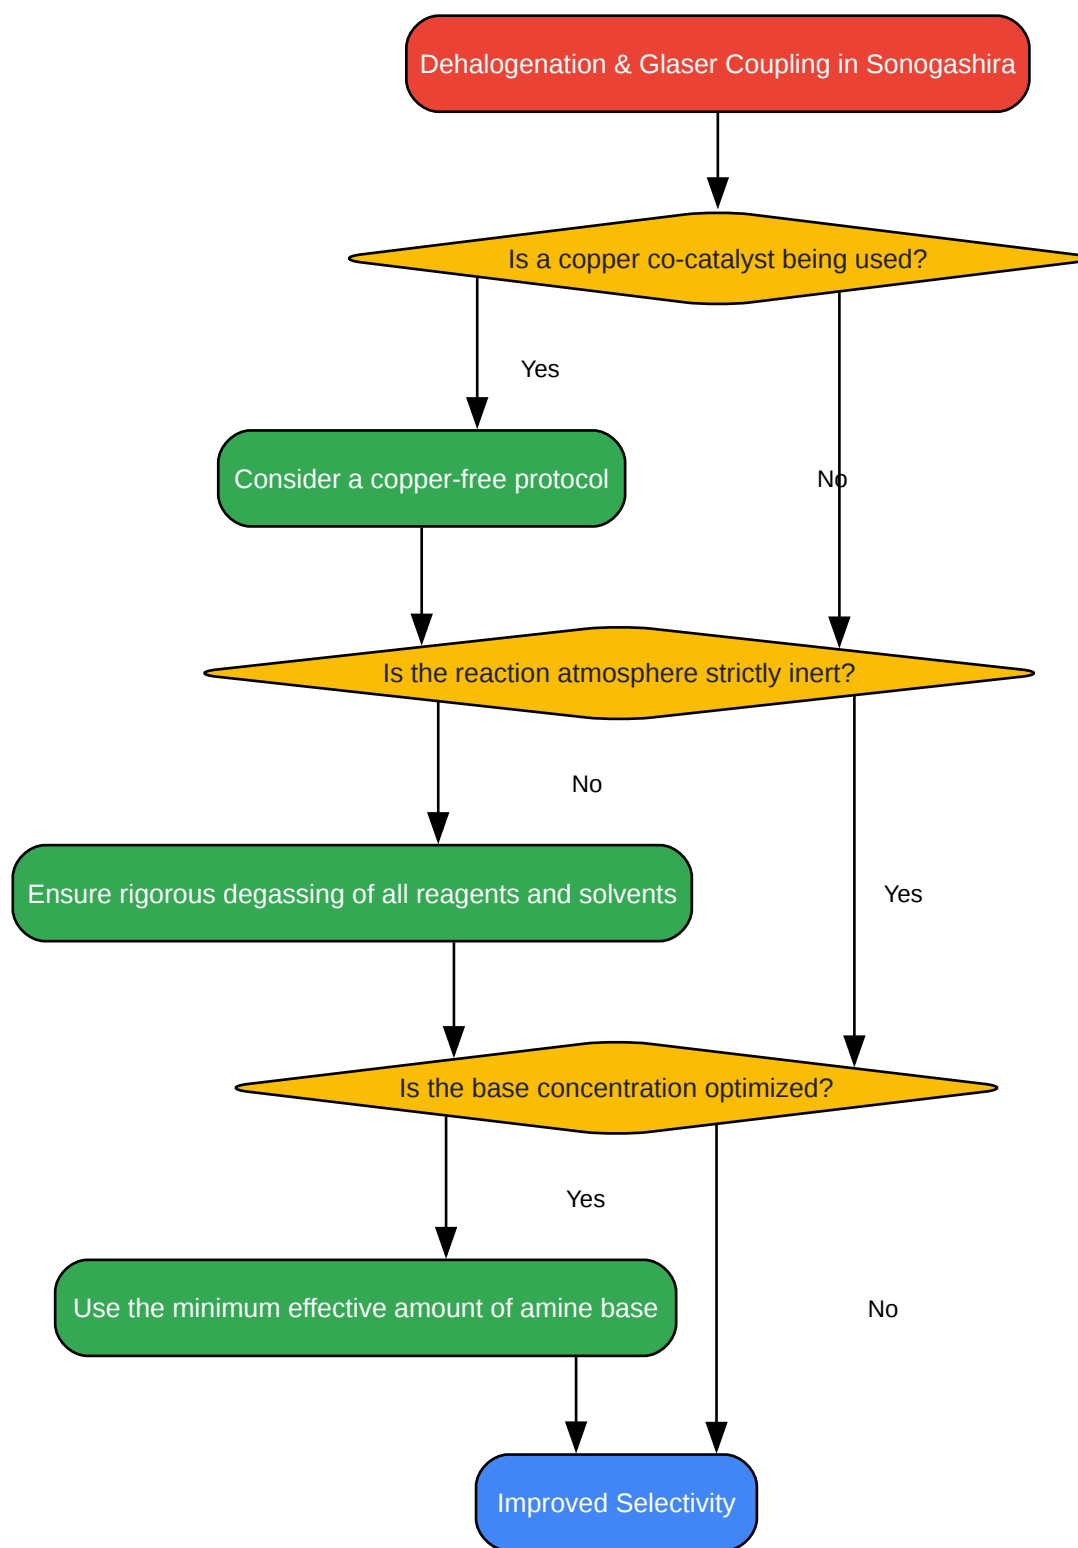 Dehalogenation & Glaser Coupling in Sonogashira
Is a copper co-catalyst being used?
Yes
Consider a copper-free protocol
No
Is the reaction atmosphere strictly inert?
No
Ensure rigorous degassing of all reagents and solvents
Yes
Is the base concentration optimized?
Yes
Use the minimum effective amount of amine base
No
Improved Selectivity